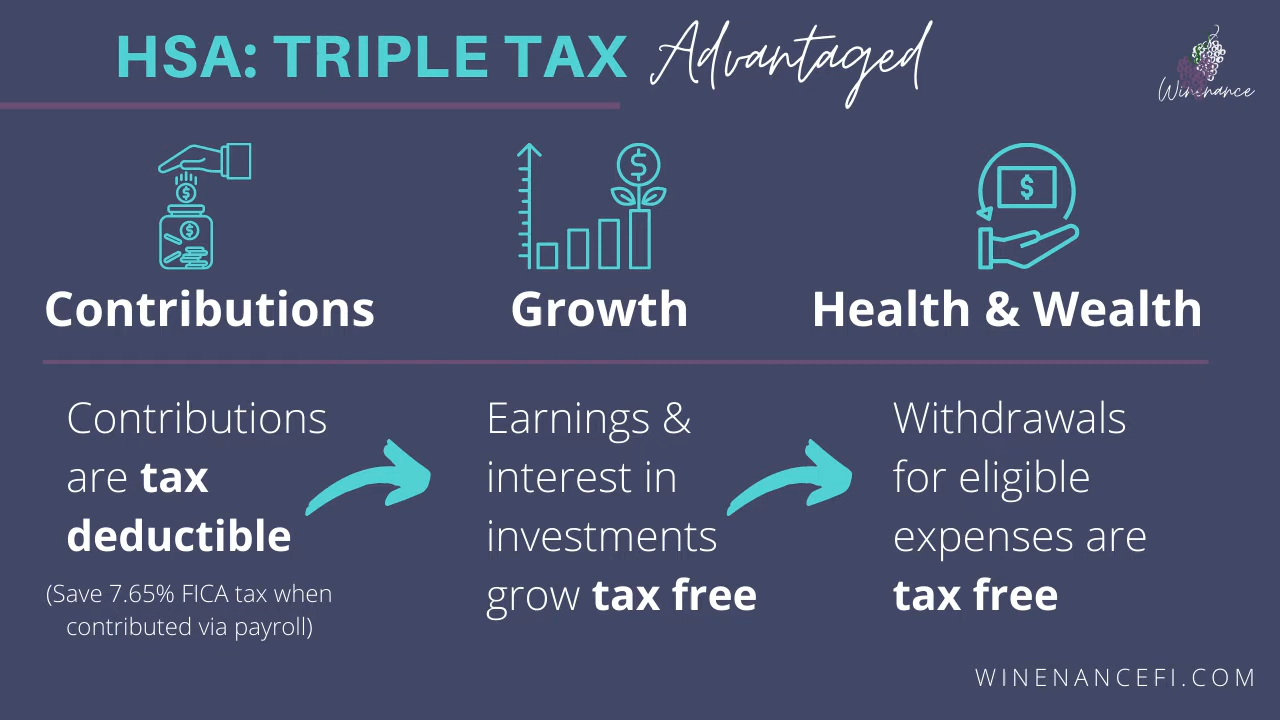 HSA: TRIPLE TAX Advantaged
Winenance
$
$
$
$
Contributions
Growth
Health & Wealth
Contributions
are tax
deductible
(Save 7.65% FICA tax when
contributed via payroll)
Earnings &
interest in
investments
grow tax free
Withdrawals
for eligible
expenses are
tax free
WINENANCEFI.COM